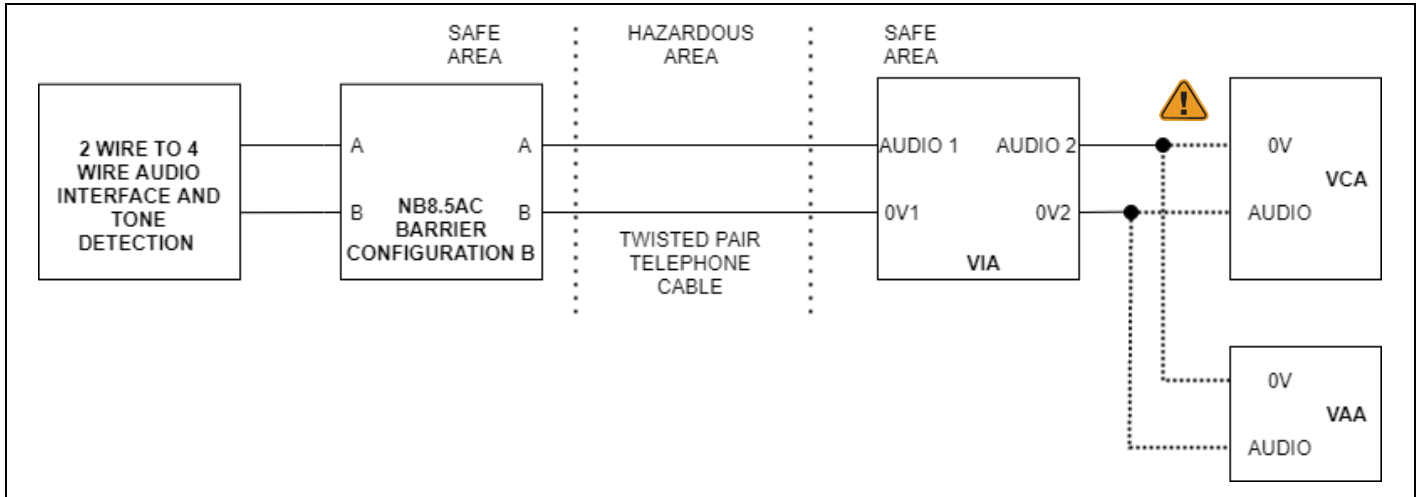 SAFE
AREA
HAZARDOUS
AREA
SAFE
AREA
2 WIRE TO 4
WIRE AUDIO
INTERFACE AND
TONE
DETECTION
A
A
B
B
NB8.5AC
BARRIER
CONFIGURATION B
TWISTED PAIR
TELEPHONE
CABLE
AUDIO 1
AUDIO 2
0V1
0V2
VIA
!
0V
VCA
AUDIO
0V
VAA
AUDIO